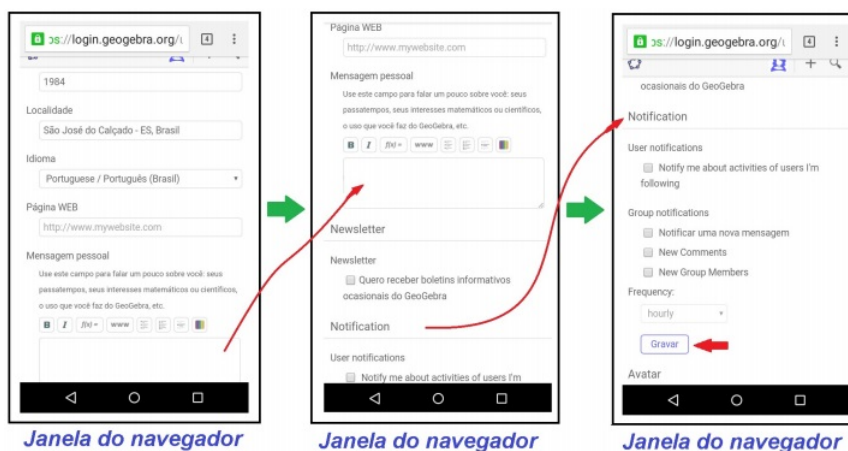 ps://login.geogebra.org/u
4
1984
Localidade
São José do Calçado - ES, Brasil
Idioma
Portuguese / Português (Brasil)
Página WEB
http://www.mywebsite.com
Mensagem pessoal
Use este campo para falar um pouco sobre você: seus
passatempos, seus interesses matemáticos ou científicos,
o uso que você faz do GeoGebra, etc.
B I f(x) www
Janela do navegador
Página WEB
http://www.mywebsite.com
Mensagem pessoal
Use este campo para falar um pouco sobre você: seus
passatempos, seus interesses matemáticos ou científicos,
o uso que você faz do GeoGebra, etc.
B I f(x) www
Newsletter
Newsletter
Quero receber boletins informativos
ocasionais do GeoGebra
Notification
User notifications
Notify me about activities of users I'm
Janela do navegador
ps://login.geogebra.org/u
4
ocasionais do GeoGebra
Notification
User notifications
Notify me about activities of users I'm
following
Group notifications
Notificar uma nova mensagem
New Comments
New Group Members
Frequency:
hourly
Gravar
Avatar
Janela do navegador